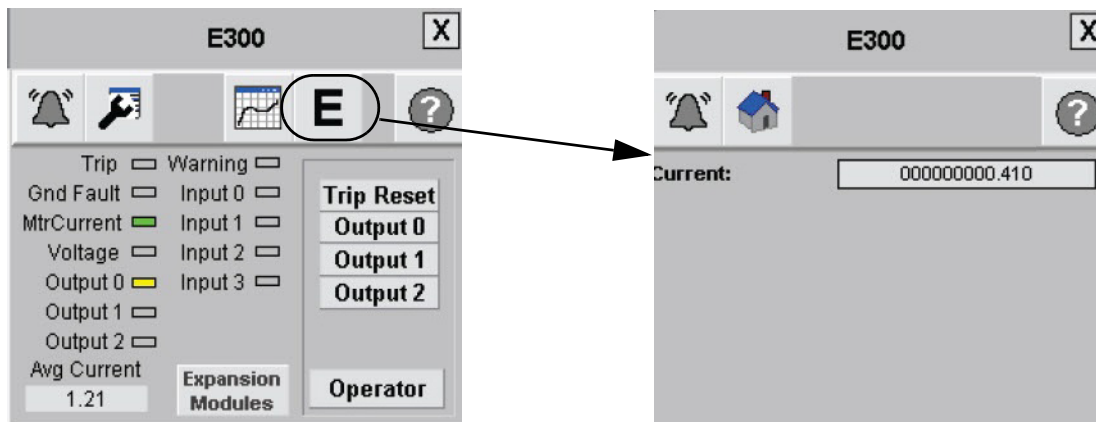 E300
X
E
?
Trip
Warning
Gnd Fault
Input 0
MtrCurrent
Input 1
Voltage
Input 2
Output 0
Input 3
Output 1
Output 2
Avg Current
1.21
Expansion
Modules
Trip Reset
Output 0
Output 1
Output 2
Operator
E300
X
?
Current:
000000000.410